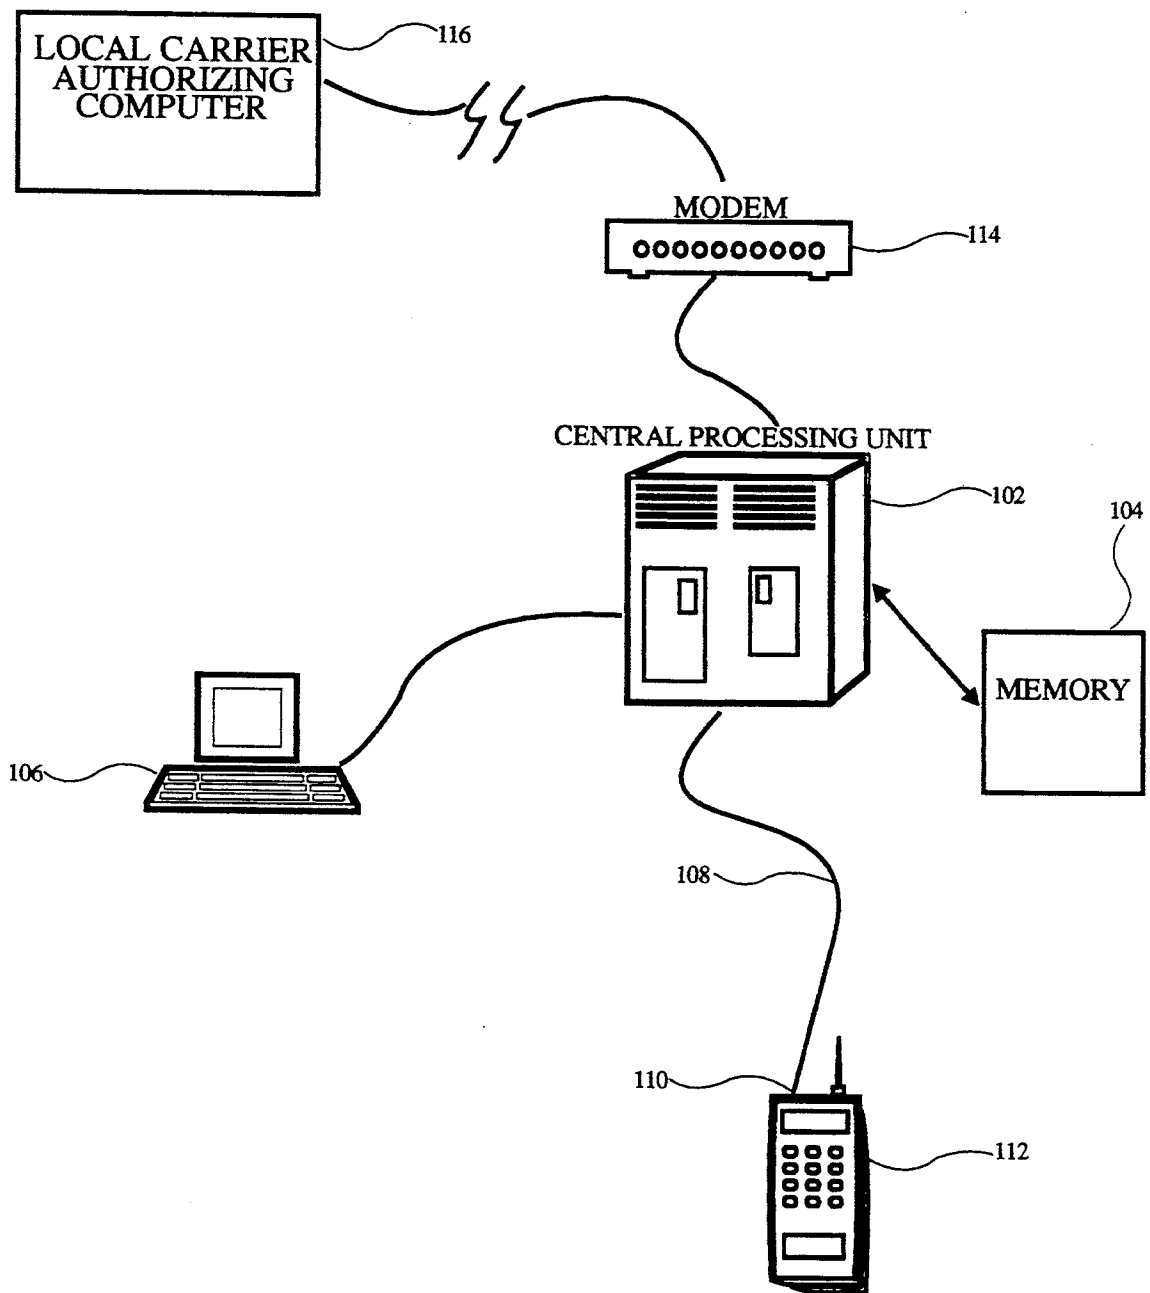 116
LOCAL CARRIER
AUTHORIZING
COMPUTER
MODEM
114
CENTRAL PROCESSING UNIT
102
104
MEMORY
106
108
110
112